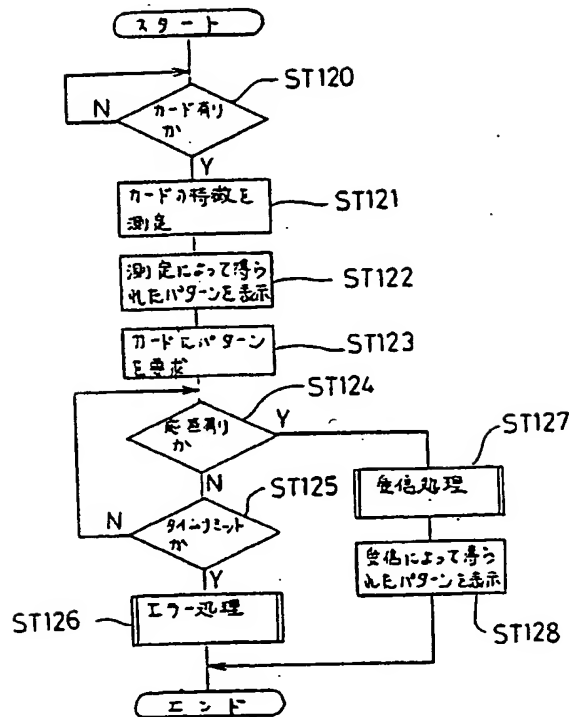 スタート
ST120
カード有り
か
N
Y
カードの特徴を
測定
ST121
測定によって得ら
れたパターンを表示
ST122
カードにパターン
を要求
ST123
ST124
応答有り
か
Y
N
ST127
受信処理
ST125
タイムリミット
か
N
Y
受信によって得ら
れたパターンを表示
ST128
ST126
エラー処理
エンド